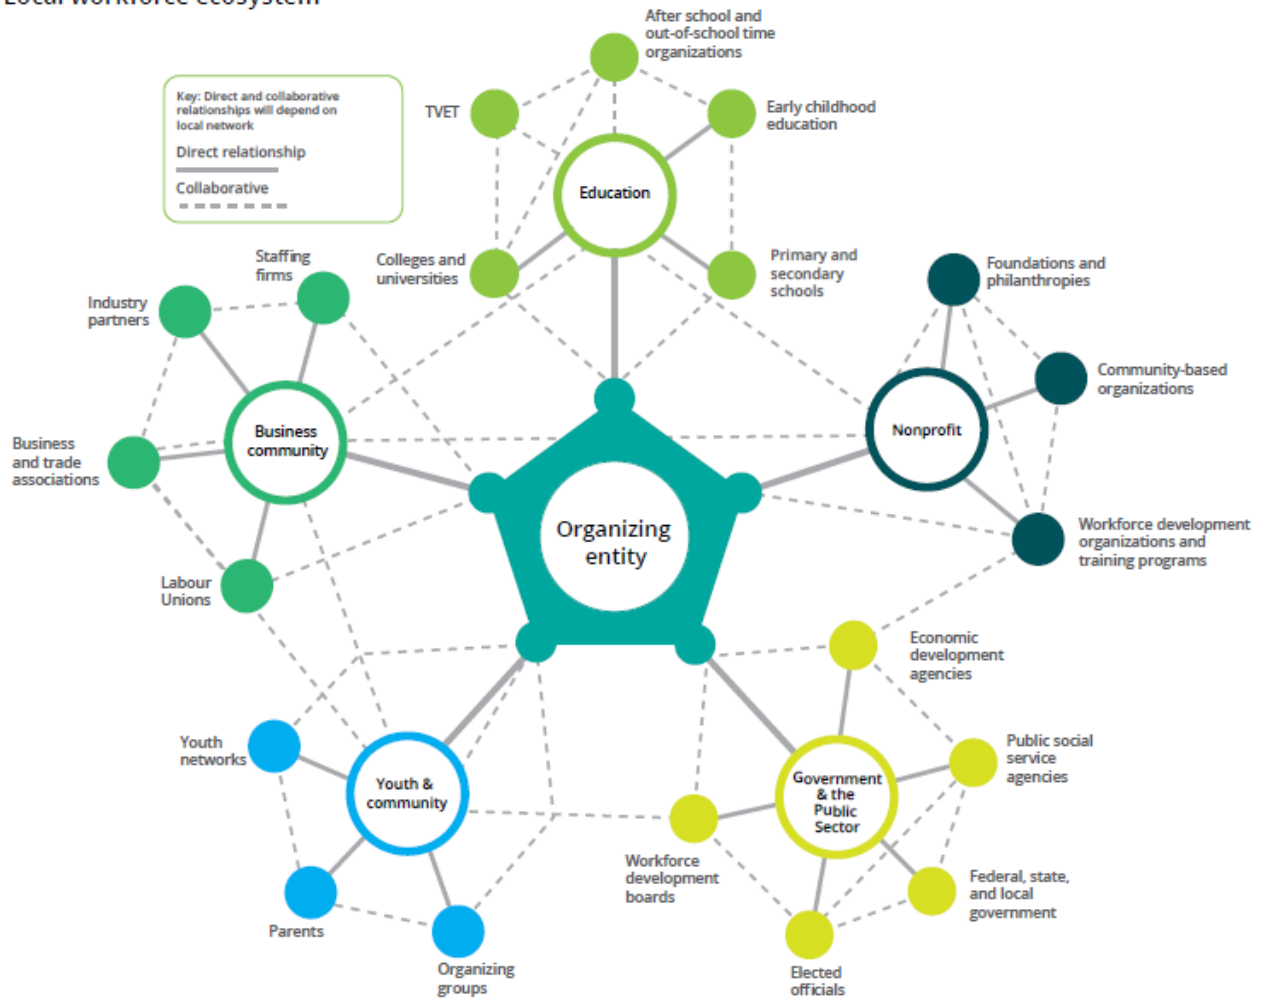 Local workforce ecosystem
After school and
out-of-school time
organizations
Key: Direct and collaborative
relationships will depend on
local network
Direct relationship
Collaborative
TVET
Early childhood
education
Education
Colleges and
universities
Primary and
secondary
schools
Staffing
firms
Industry
partners
Business
community
Business
and trade
associations
Labour
Unions
Foundations and
philanthropies
Community-based
organizations
Nonprofit
Workforce development
organizations and
training programs
Organizing
entity
Economic
development
agencies
Public social
service
agencies
Government
& the
Public
Sector
Workforce
development
boards
Federal, state,
and local
government
Elected
officials
Youth
networks
Youth &
community
Parents
Organizing
groups